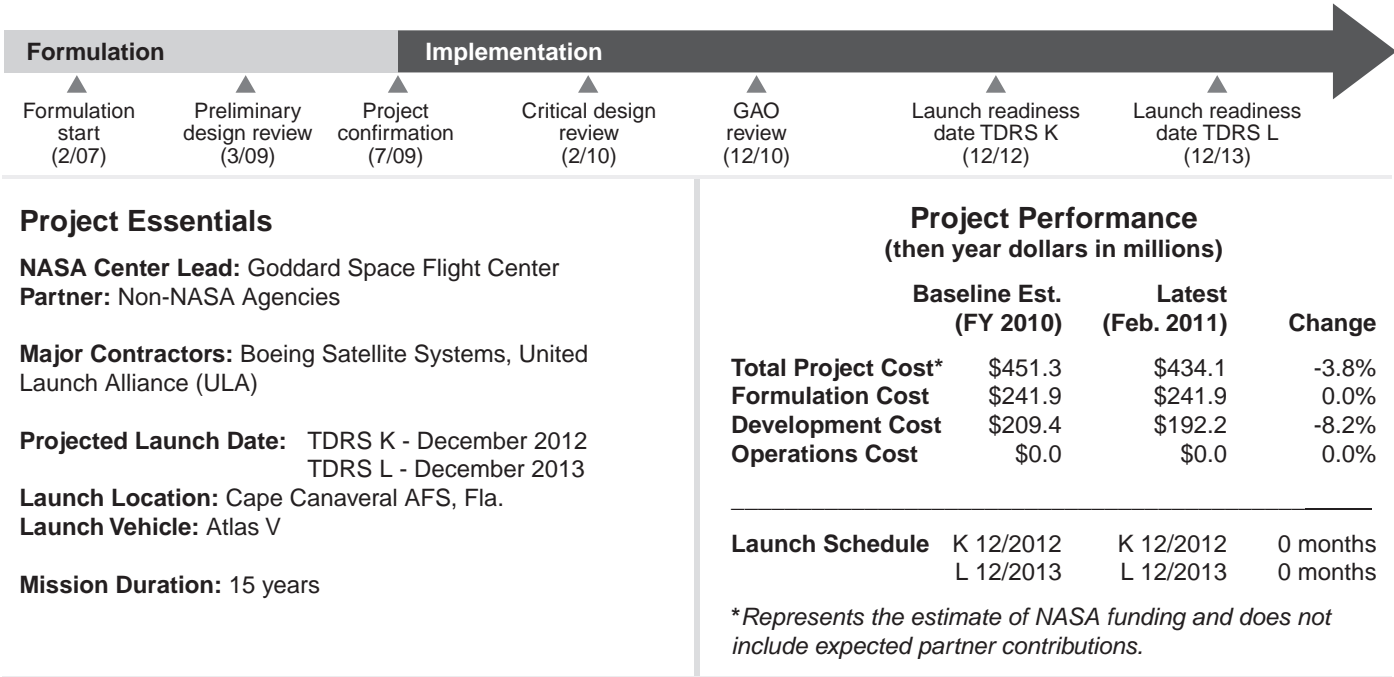 Formulation
Implementation
Formulation start (2/07)
Preliminary design review (3/09)
Project confirmation (7/09)
Critical design review (2/10)
GAO review (12/10)
Launch readiness date TDRS K (12/12)
Launch readiness date TDRS L (12/13)
Project Essentials
NASA Center Lead: Goddard Space Flight Center
Partner: Non-NASA Agencies
Major Contractors: Boeing Satellite Systems, United
Launch Alliance (ULA)
Projected Launch Date: TDRS K - December 2012
TDRS L - December 2013
Launch Location: Cape Canaveral AFS, Fla.
Launch Vehicle: Atlas V
Mission Duration: 15 years
Project Performance
(then year dollars in millions)
Baseline Est. Latest
(FY 2010) (Feb. 2011) Change
Total Project Cost* $451.3 $434.1 -3.8%
Formulation Cost $241.9 $241.9 0.0%
Development Cost $209.4 $192.2 -8.2%
Operations Cost $0.0 $0.0 0.0%
Launch Schedule K 12/2012 K 12/2012 0 months
L 12/2013 L 12/2013 0 months
*Represents the estimate of NASA funding and does not
include expected partner contributions.